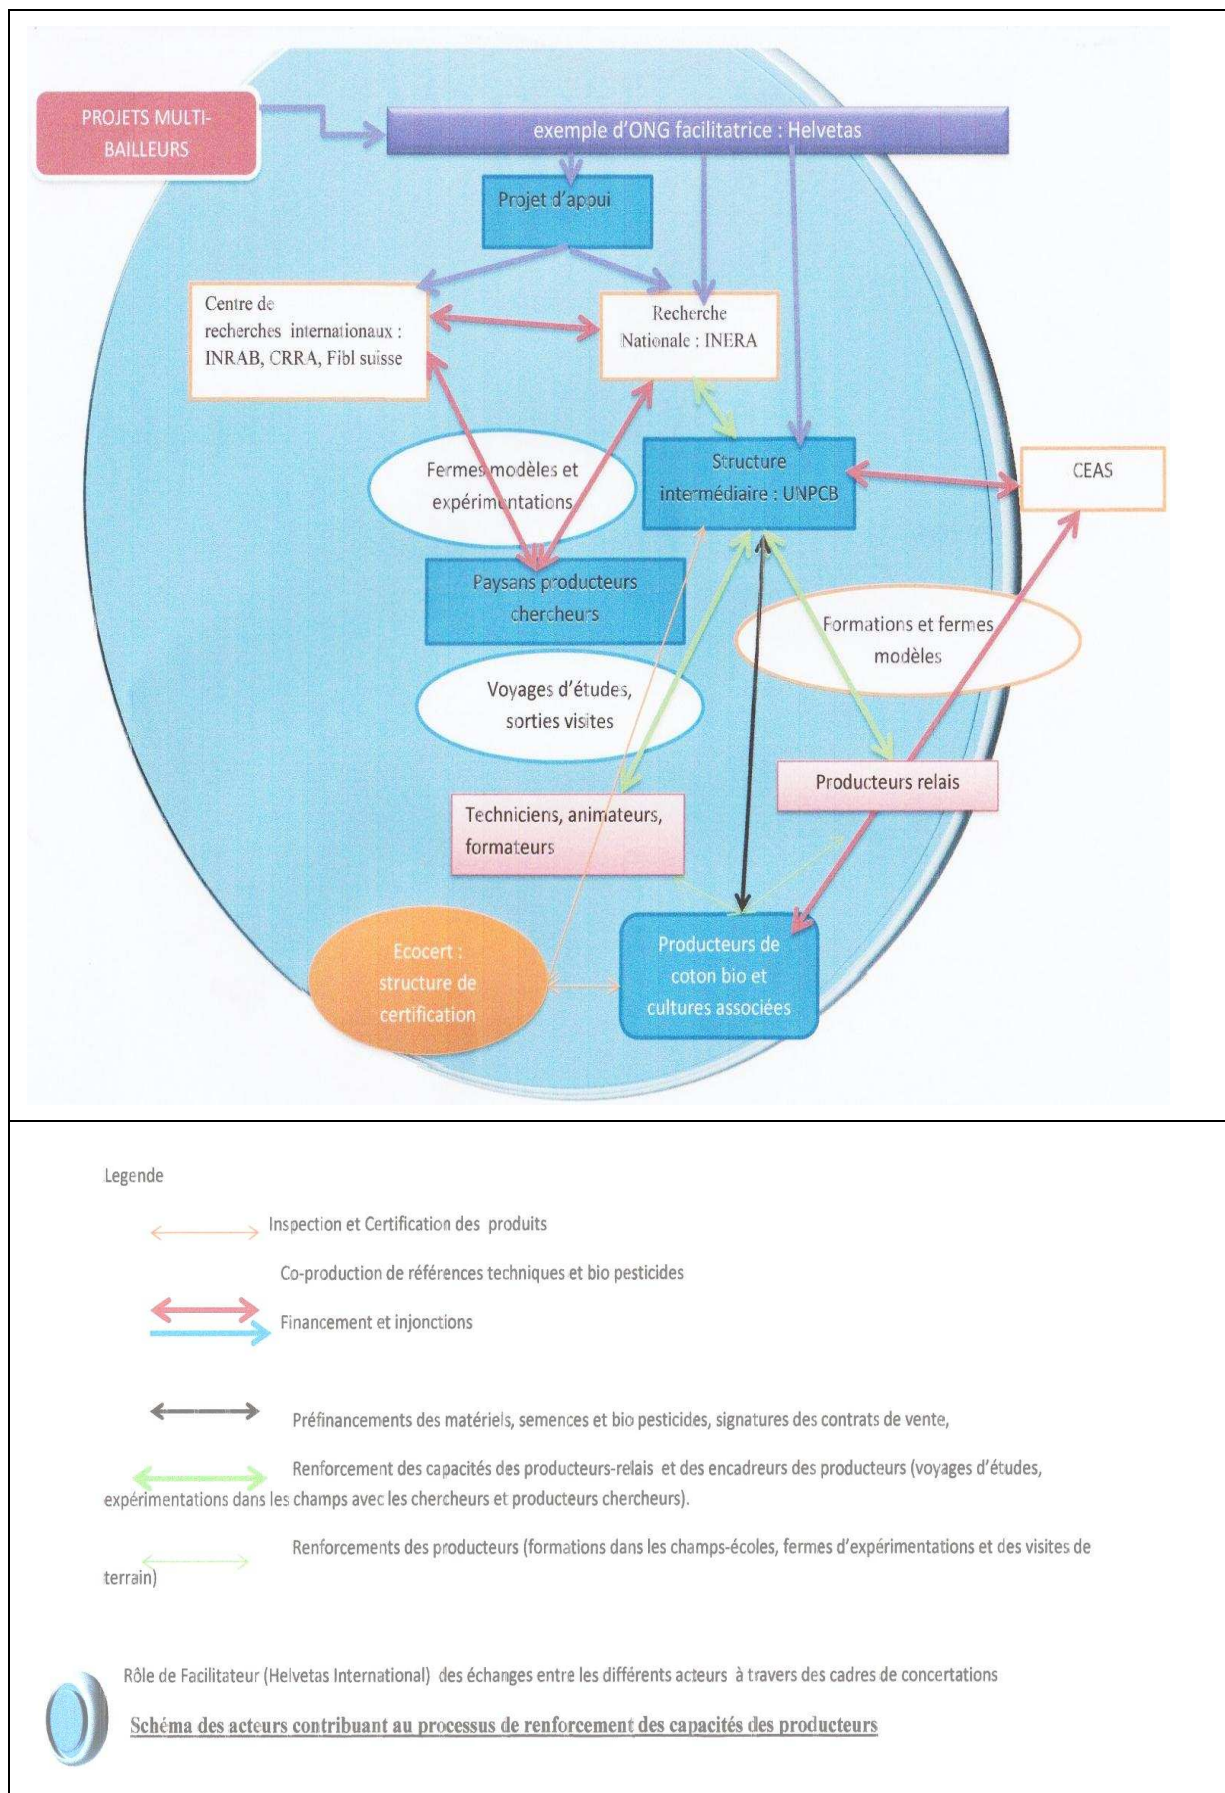 PROJETS MULTI-
BAILLEURS
exemple d'ONG facilitatrice : Helvetas
Projet d'appui
Centre de
recherches internationaux :
INRAB, CRRA, Fibl suisse
Recherche
Nationale : INERA
Fermes modèles et
expérimentations
Structure
intermédiaire : UNPCB
CEAS
Paysans producteurs
chercheurs
Formations et fermes
modèles
Voyages d'études,
sorties visites
Producteurs relais
Techniciens, animateurs,
formateurs
Ecocert :
structure de
certification
Producteurs de
coton bio et
cultures associées
Legende
Inspection et Certification des produits
Co-production de références techniques et bio pesticides
Financement et injonctions
Préfinancements des matériels, semences et bio pesticides, signatures des contrats de vente,
Renforcement des capacités des producteurs-relais et des encadreurs des producteurs (voyages d'études,
expérimentations dans les champs avec les chercheurs et producteurs chercheurs).
Renforcements des producteurs (formations dans les champs-écoles, fermes d'expérimentations et des visites de
terrain)
Rôle de Facilitateur (Helvetas International) des échanges entre les différents acteurs à travers des cadres de concertations
Schéma des acteurs contribuant au processus de renforcement des capacités des producteurs